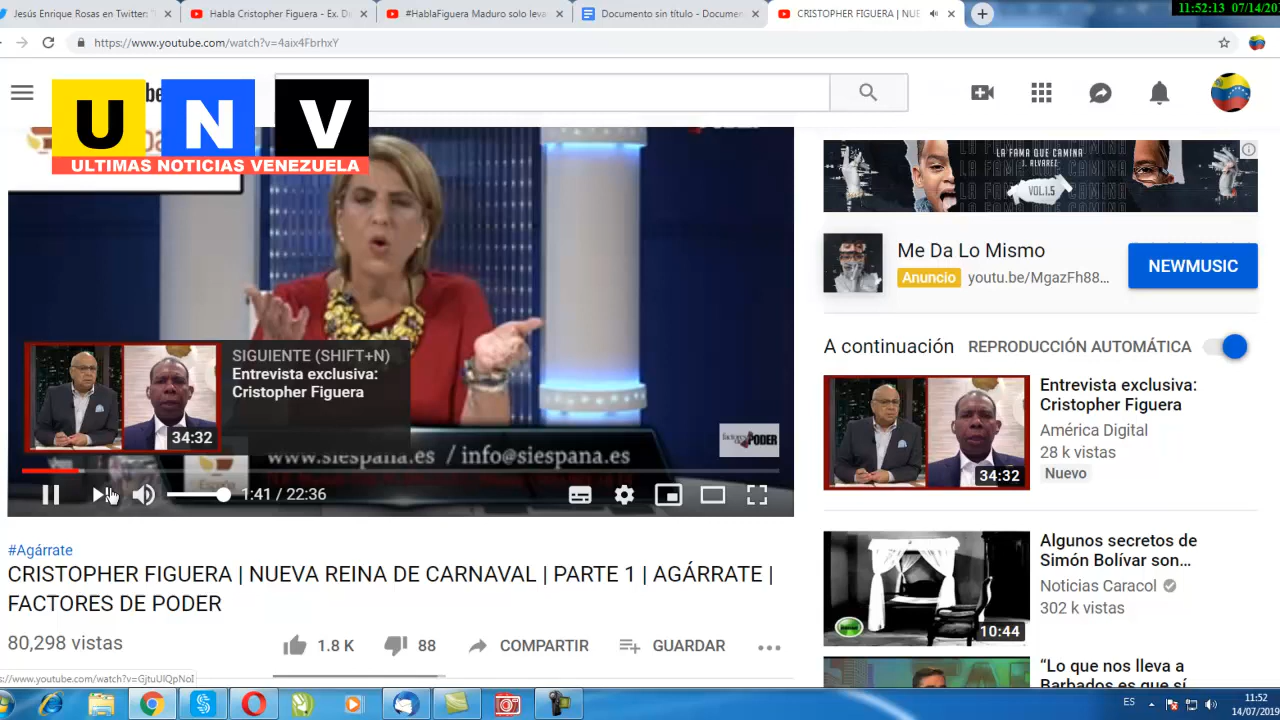 Jesús Enrique Rosas en Twitter:
Habla Cristopher Figuera - Ex. Di
#HablaFiguera Maduro solo leva
Documento sin título - Documen
CRISTOPHER FIGUERA | NUE
11:52:13 07/14/20
https://www.youtube.com/watch?v=4aix4FbrhxY
U N V
ULTIMAS NOTICIAS VENEZUELA
LA FAMA QUE CAMINA
J. ALVAREZ
VOL.1.5
Me Da Lo Mismo
Anuncio youtu.be/MgazFh88...
NEWMUSIC
A continuación REPRODUCCIÓN AUTOMÁTICA
SIGUIENTE (SHIFT+N)
Entrevista exclusiva:
Cristopher Figuera
34:32
www.siespana.es / info@siespana.es
factores de PODER
1:41 / 22:36
Entrevista exclusiva:
Cristopher Figuera
América Digital
28 k vistas
Nuevo
34:32
#Agárrate
CRISTOPHER FIGUERA | NUEVA REINA DE CARNAVAL | PARTE 1 | AGÁRRATE |
FACTORES DE PODER
80,298 vistas
1.8 K
88
COMPARTIR
GUARDAR
Algunos secretos de
Simón Bolívar son...
Noticias Caracol
302 k vistas
10:44
“Lo que nos lleva a
Barbados es que sí
s://www.youtube.com/watch?v=GjtuUIQpNoI
ES
11:52
14/07/2019